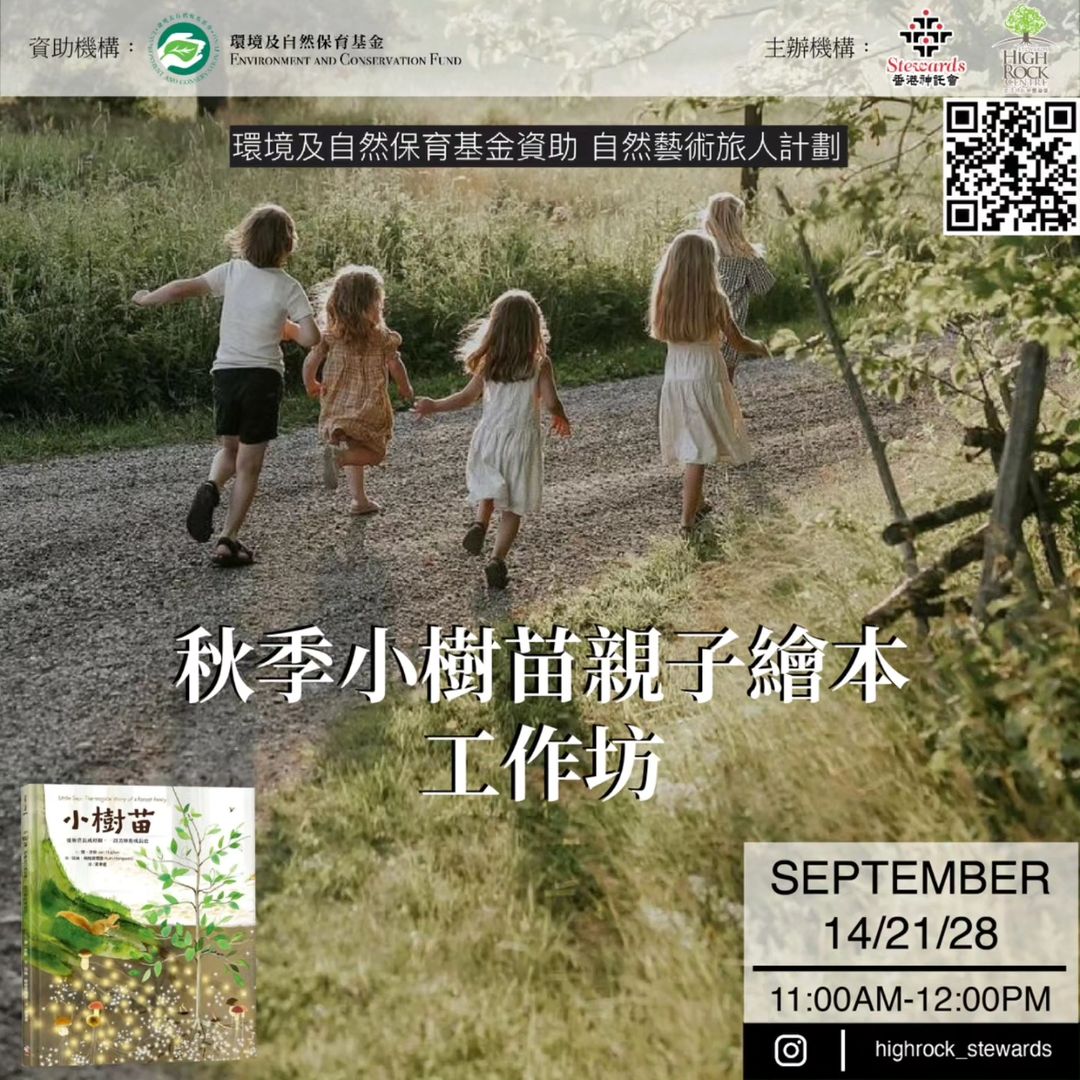 資助機構：
環境及自然保育基金
ENVIRONMENT AND CONSERVATION FUND
主辦機構：
Stewards
香港神託會
HIGH
ROCK
CENTRE
環境及自然保育基金資助 自然藝術旅人計劃
秋季小樹苗親子繪本
工作坊
小樹苗
SEPTEMBER
14/21/28
11:00AM-12:00PM
highrock_stewards